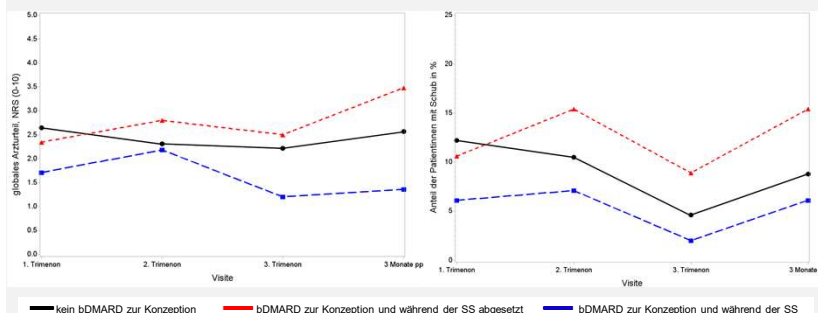 5.0
4.5
4.0
3.5
3.0
2.5
2.0
1.5
1.0
0.5
0.0
globales Arzturteil, NRS (0-10)
1. Trimenon 2. Trimenon 3. Trimenon 3 Monate pp
Visite
25
20
15
10
5
0
Anteil der Patientinnen mit Schub in %
1. Trimenon 2. Trimenon 3. Trimenon 3 Monate
Visite
kein bDMARD zur Konzeption bDMARD zur Konzeption und während der SS abgesetzt bDMARD zur Konzeption und während der SS